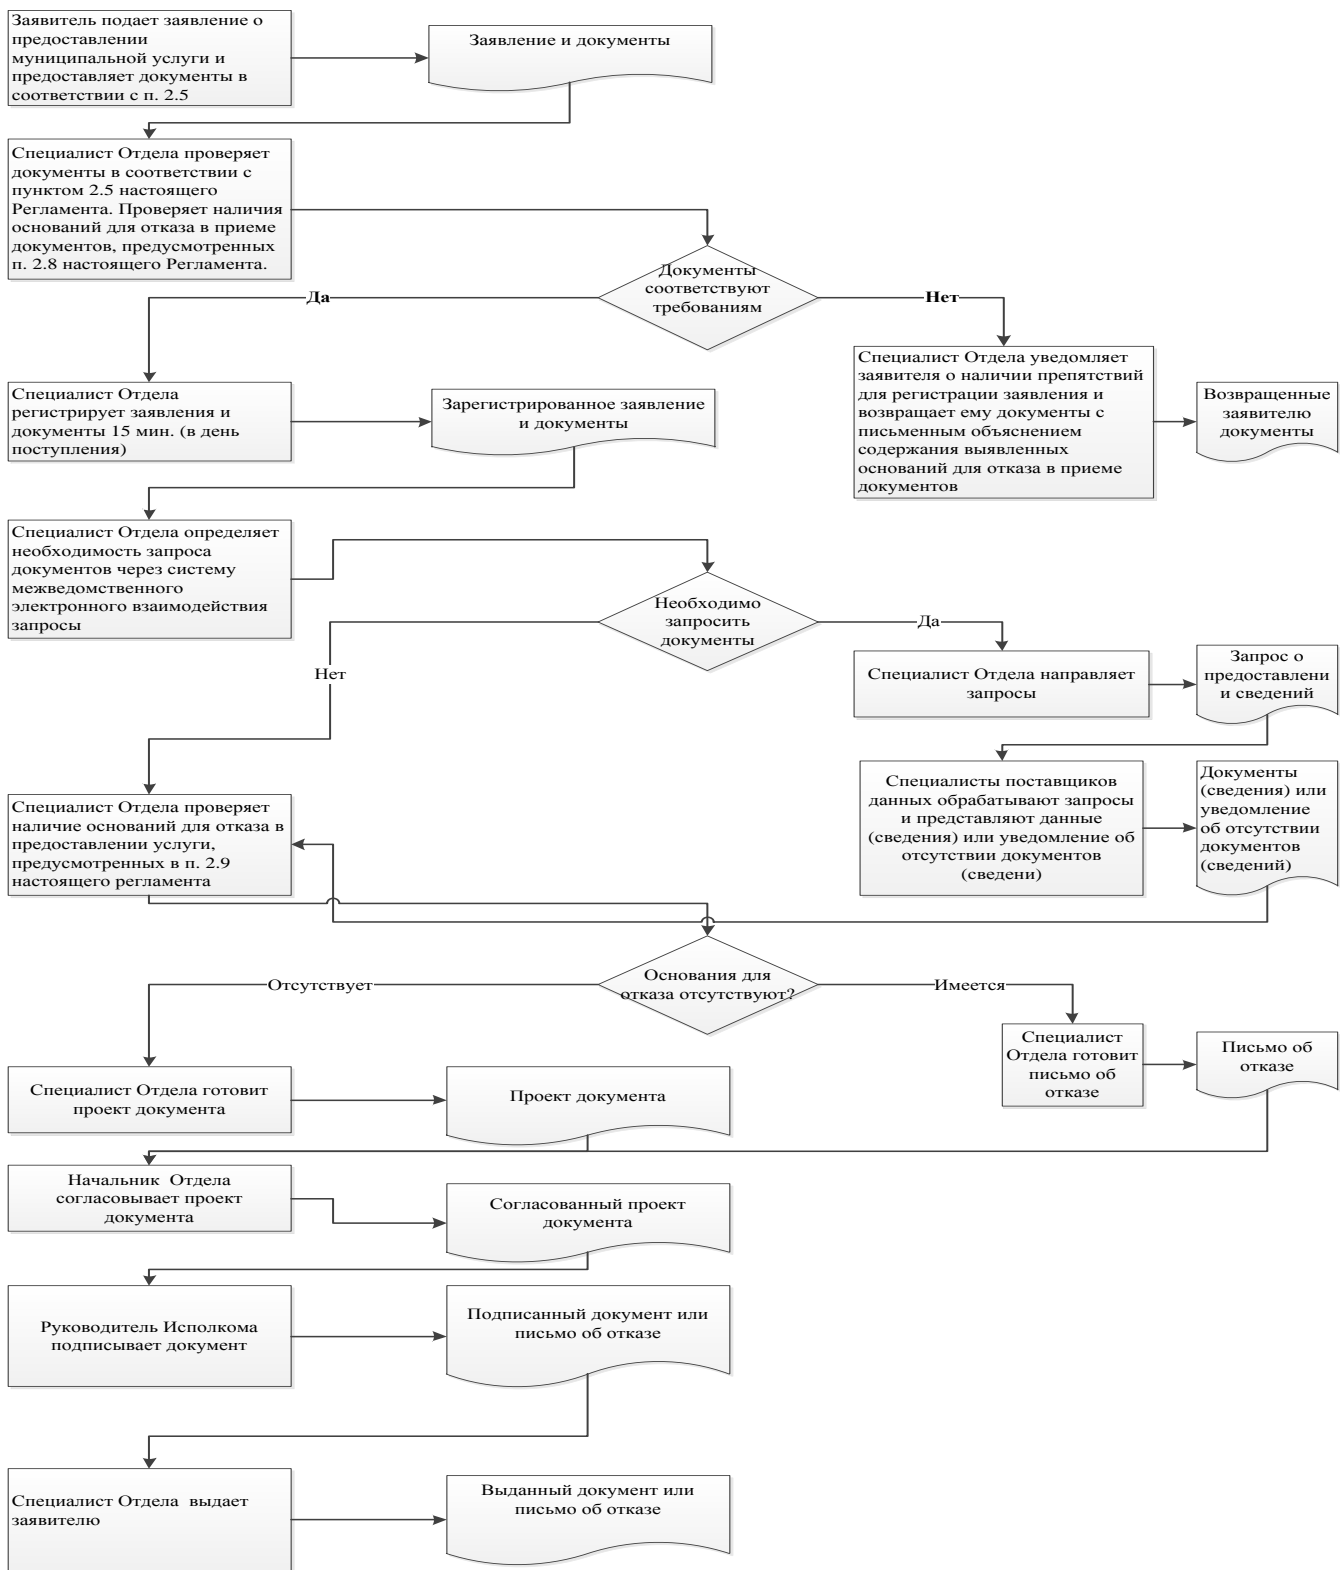 Заявитель подает заявление о
предоставлении
муниципальной услуги и
предоставляет документы в
соответствии с п. 2.5
Заявление и документы
Специалист Отдела проверяет
документы в соответствии с
пунктом 2.5 настоящего
Регламента. Проверяет наличия
оснований для отказа в приеме
документов, предусмотренных
п. 2.8 настоящего Регламента.
Документы
соответствуют
требованиям
Да
Нет
Специалист Отдела
регистрирует заявления и
документы 15 мин. (в день
поступления)
Зарегистрированное заявление
и документы
Специалист Отдела уведомляет
заявителя о наличии препятствий
для регистрации заявления и
возвращает ему документы с
письменным объяснением
содержания выявленных
оснований для отказа в приеме
документов
Возвращенные
заявителю
документы
Специалист Отдела определяет
необходимость запроса
документов через систему
межведомственного
электронного взаимодействия
запросы
Необходимо
запросить
документы
Да
Нет
Специалист Отдела направляет
запросы
Запрос о
предоставлени
и сведений
Специалисты поставщиков
данных обрабатывают запросы
и представляют данные
(сведения) или уведомление об
отсутствии документов
(сведени)
Документы
(сведения) или
уведомление
об отсутствии
документов
(сведений)
Специалист Отдела проверяет
наличие оснований для отказа в
предоставлении услуги,
предусмотренных в п. 2.9
настоящего регламента
Основания для
отказа отсутствуют?
Отсутствует
Имеется
Специалист
Отдела готовит
письмо об
отказе
Письмо об
отказе
Специалист Отдела готовит
проект документа
Проект документа
Начальник  Отдела
согласовывает проект
документа
Согласованный проект
документа
Руководитель Исполкома
подписывает документ
Подписанный документ или
письмо об отказе
Специалист Отдела  выдает
заявителю
Выданный документ или
письмо об отказе